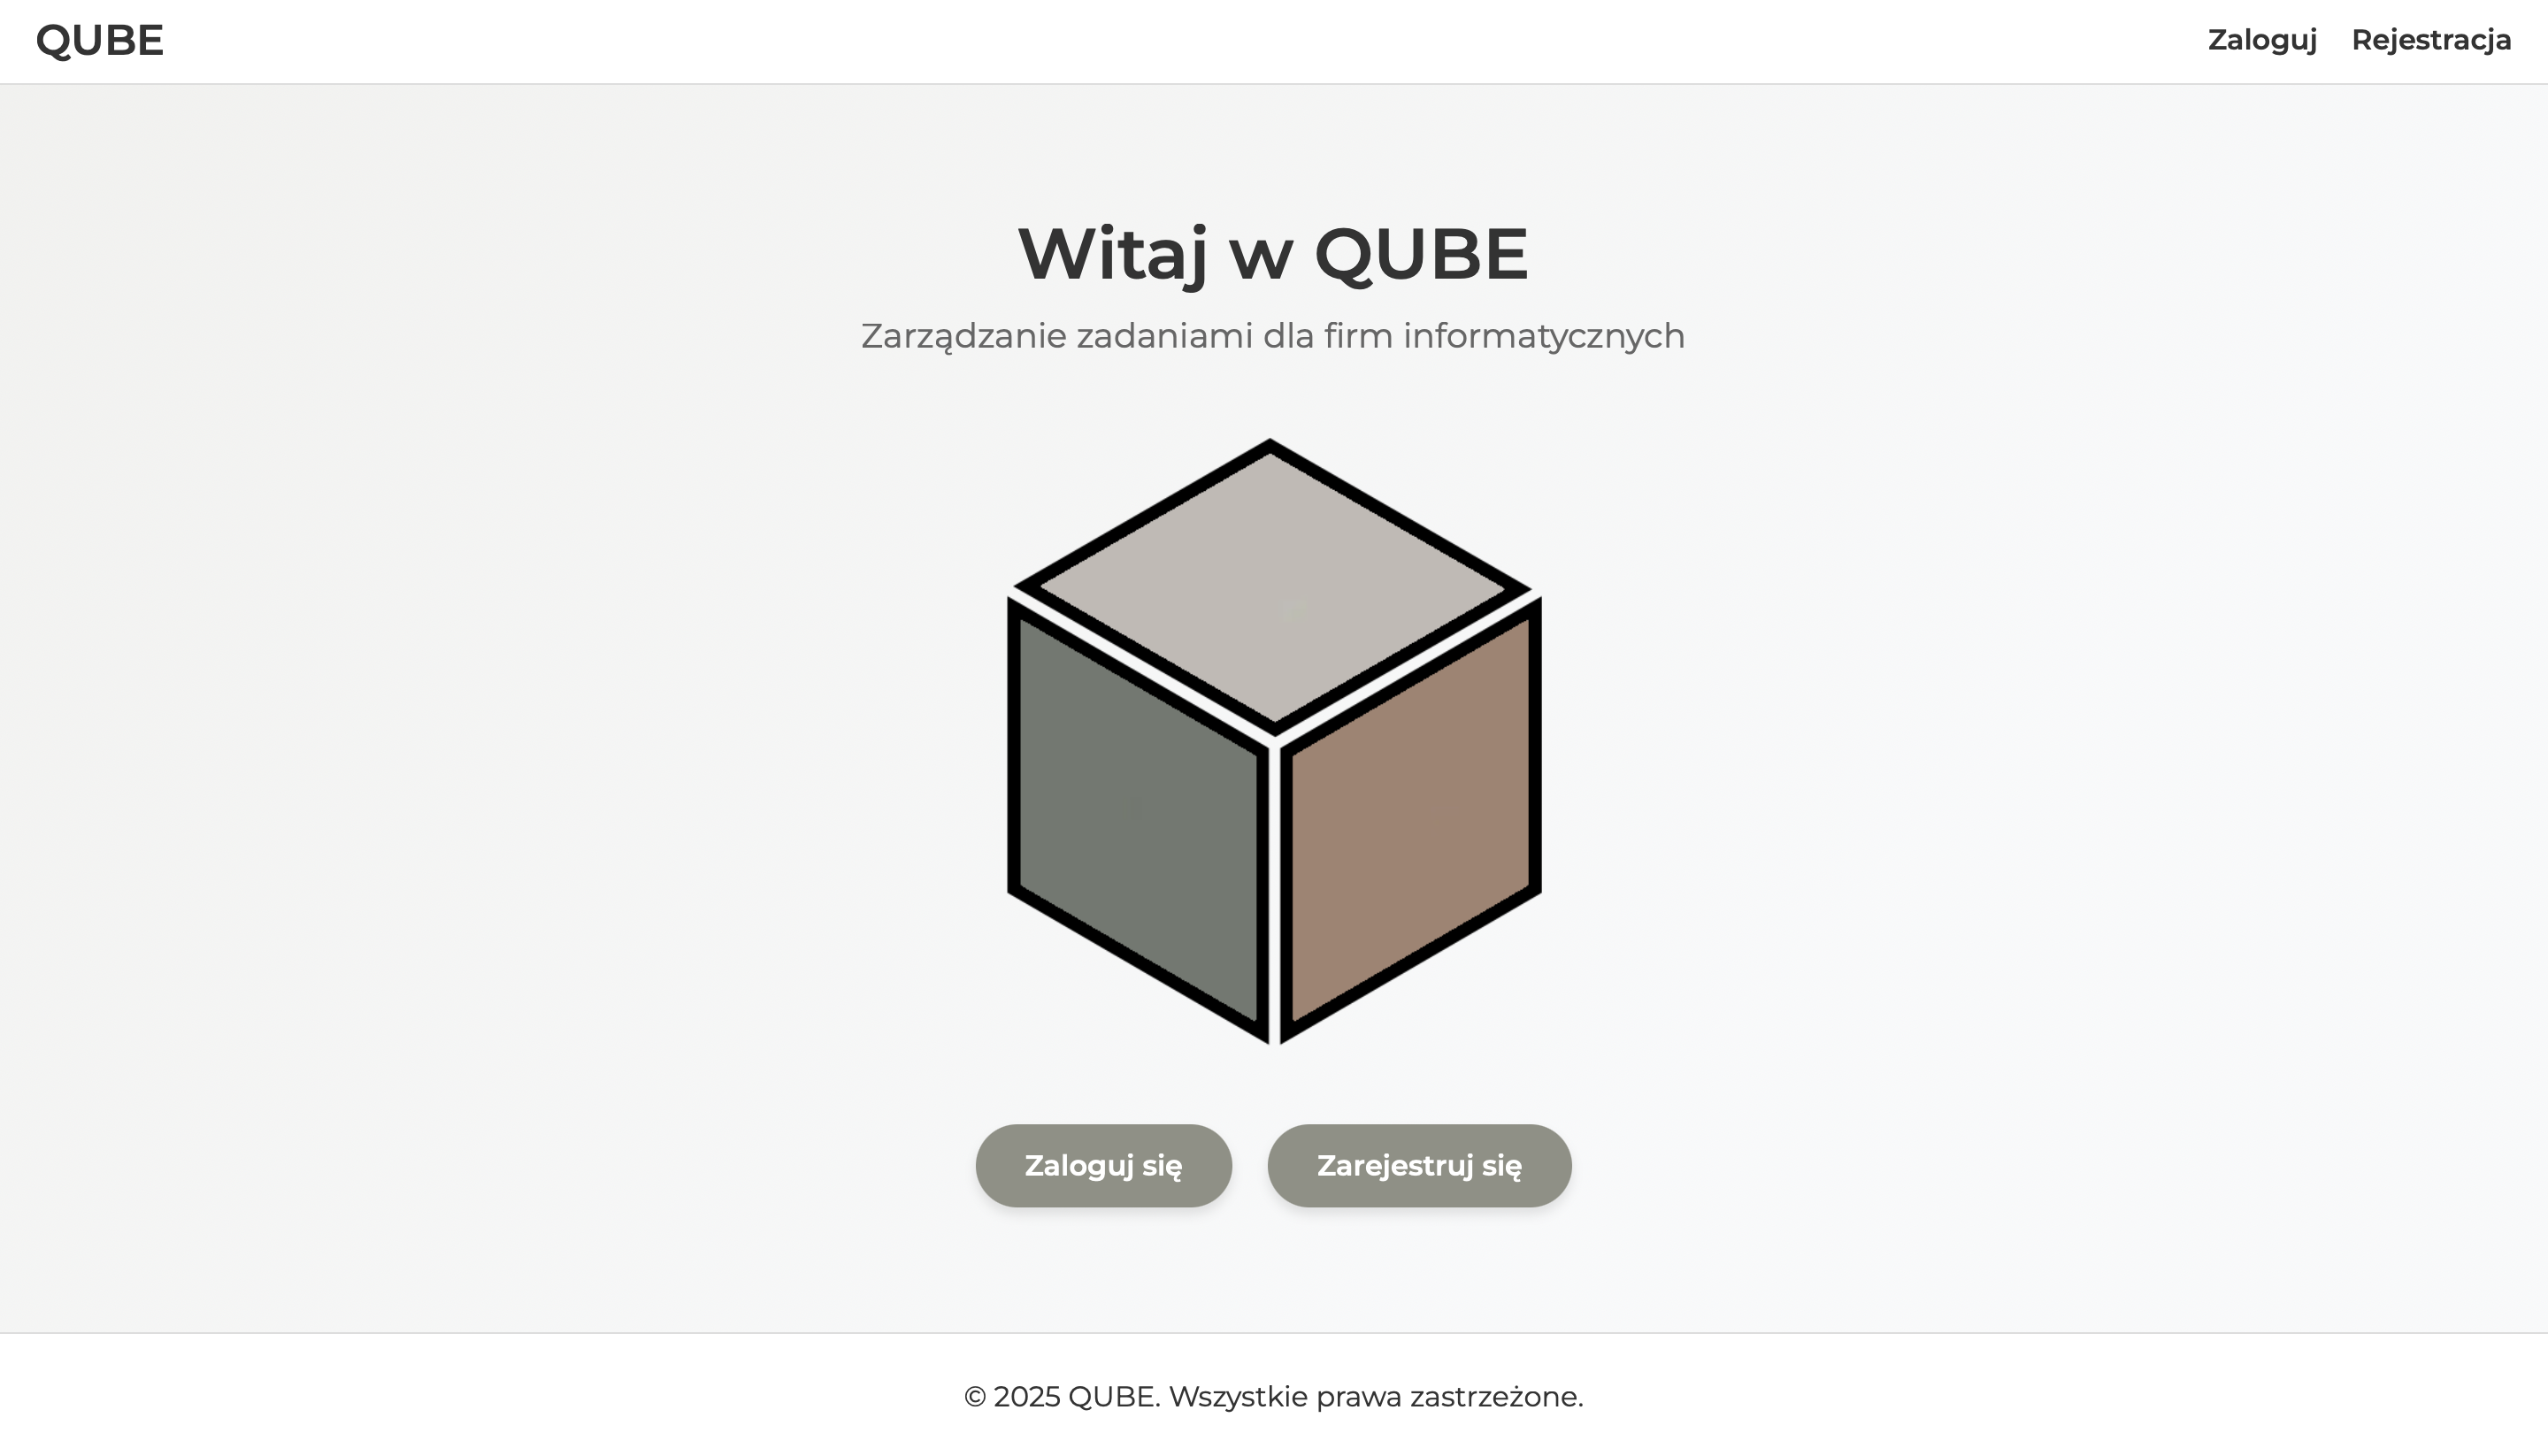 QUBE
Zaloguj Rejestracja
Witaj w QUBE
Zarządzanie zadaniami dla firm informatycznych
Zaloguj się
Zarejestruj się
© 2025 QUBE. Wszystkie prawa zastrzeżone.